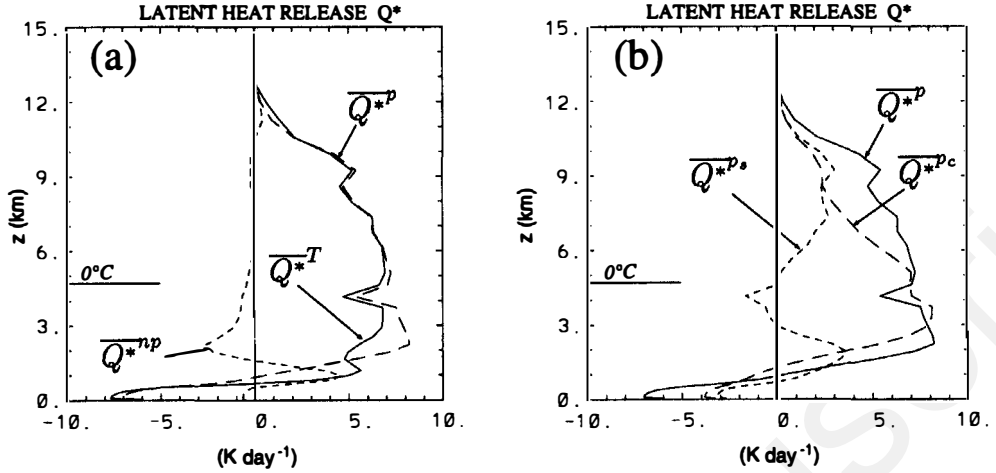 LATENT HEAT RELEASE Q*
LATENT HEAT RELEASE Q*
15.
12.
9.
6.
3.
0.
z (km)
(a)
Q*^p
Q*^T
0°C
Q*^np
-10.
-5.
0.
5.
10.
(K day⁻¹)
15.
12.
9.
6.
3.
0.
z (km)
(b)
Q*^p
Q*^ps
Q*^pc
0°C
-10.
-5.
0.
5.
10.
(K day⁻¹)